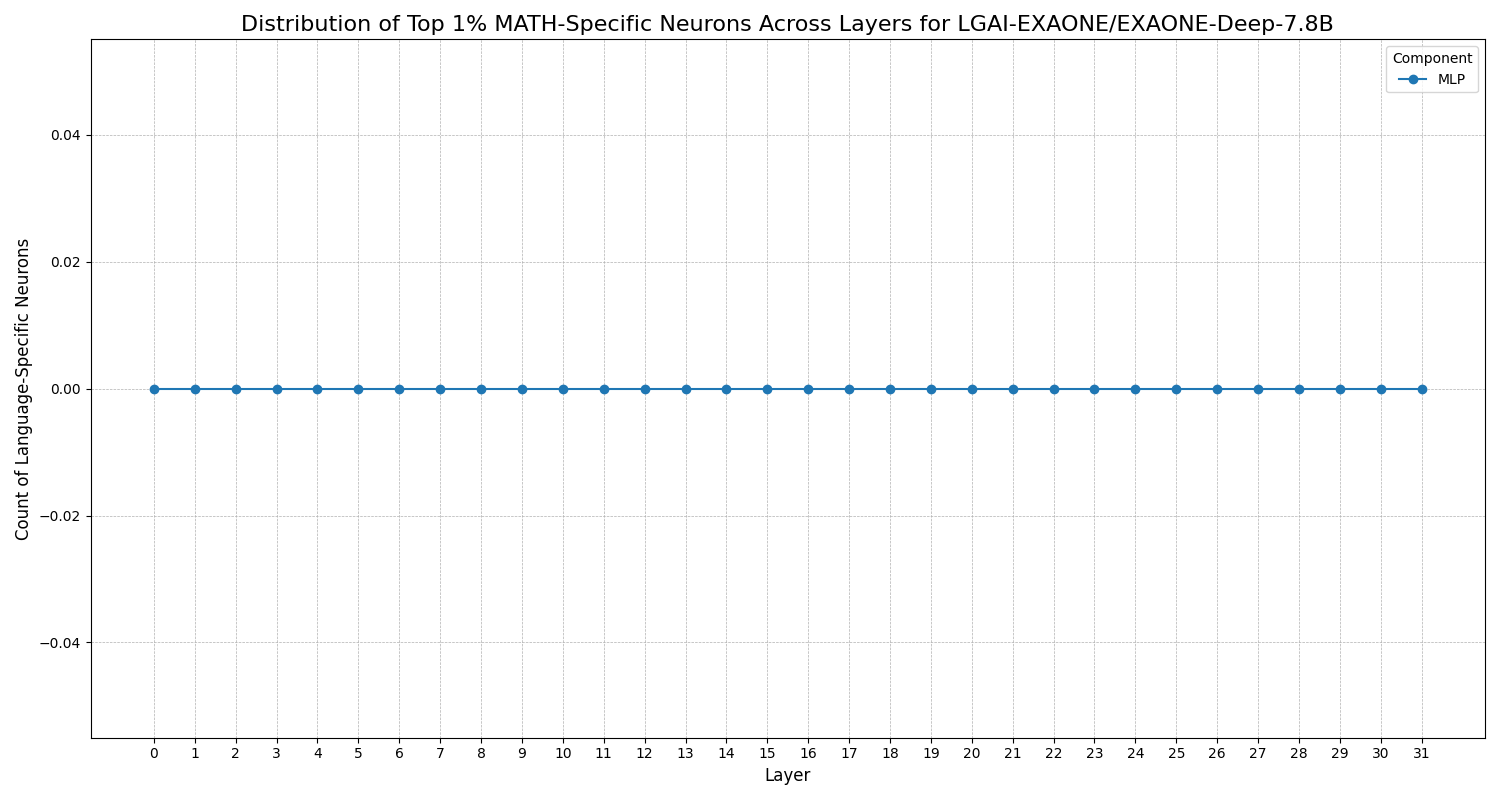 Distribution of Top 1% MATH-Specific Neurons Across Layers for LGAI-EXAONE/EXAONE-Deep-7.8B
Component
MLP
Count of Language-Specific Neurons
0.04
0.02
0.00
−0.02
−0.04
0 1 2 3 4 5 6 7 8 9 10 11 12 13 14 15 16 17 18 19 20 21 22 23 24 25 26 27 28 29 30 31
Layer